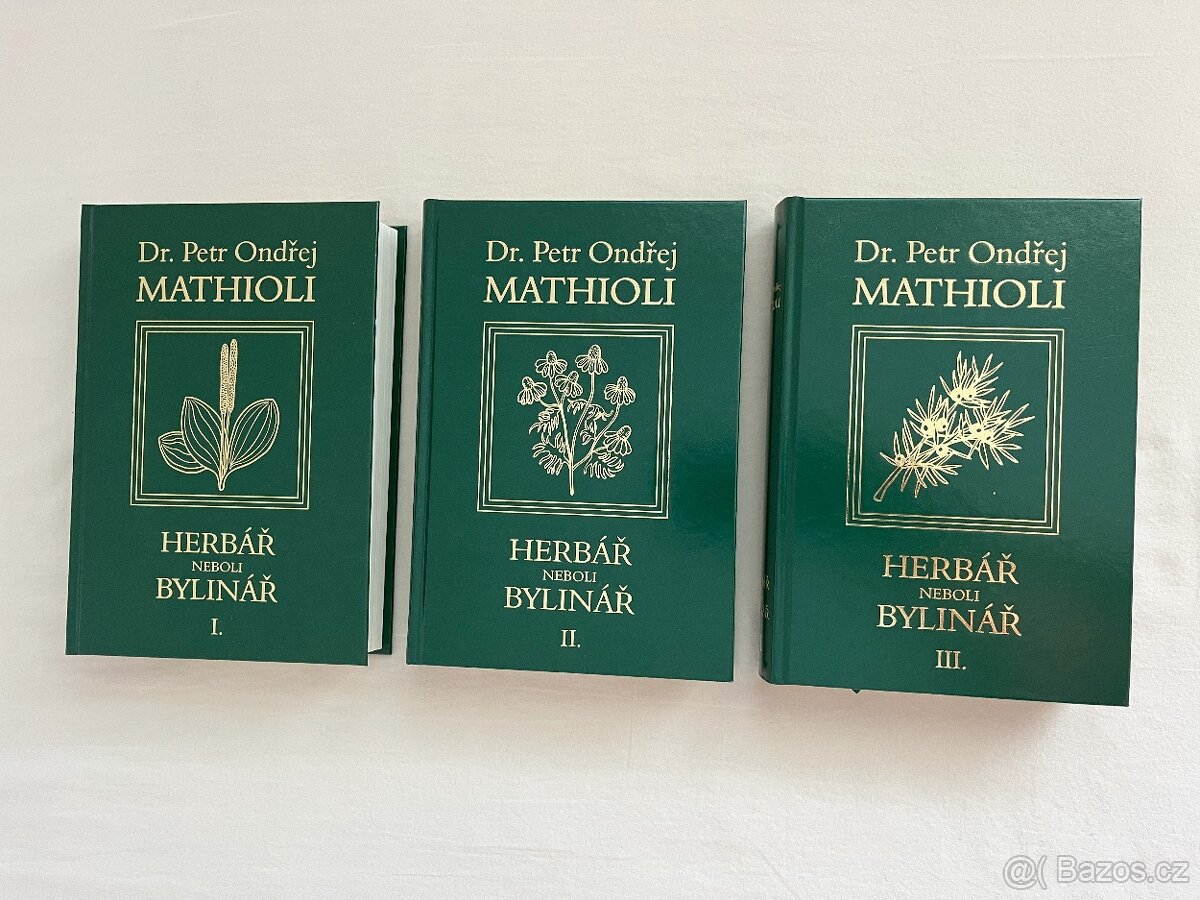 Dr. Petr Ondřej
MATHIOLI
HERBÁŘ
NEBOLI
BYLINÁŘ
I.
Dr. Petr Ondřej
MATHIOLI
HERBÁŘ
NEBOLI
BYLINÁŘ
II.
Dr. Petr Ondřej
MATHIOLI
HERBÁŘ
NEBOLI
BYLINÁŘ
III.
@( Bazos.cz